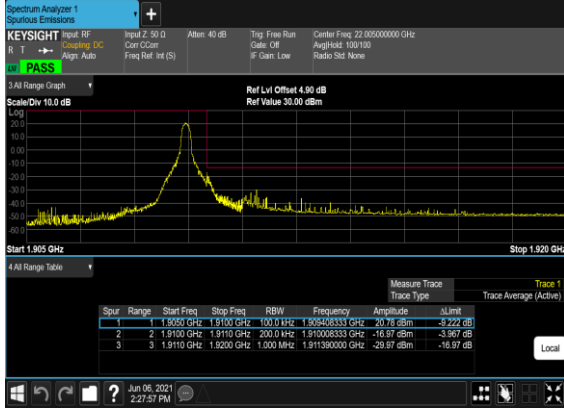 Spectrum Analyzer 1
Spurious Emissions
+
KEYSIGHT Input: RF Input Z: 50 Ω Atten: 40 dB Trig: Free Run Center Freq: 22.005000000 GHz
R T Coupling: DC Corr CCorr Gate: Off Avg|Hold: 100/100
Align: Auto Freq Ref: Int (S) IF Gain: Low Radio Std: None
LXI PASS
3 All Range Graph
Ref Lvl Offset 4.90 dB
Scale/Div 10.0 dB Ref Value 30.00 dBm
Log
20.0
10.0
0.00
-10.0
-20.0
-30.0
-40.0
-50.0
-60.0
Start 1.905 GHz Stop 1.920 GHz
4 All Range Table
Measure Trace Trace 1
Trace Type Trace Average (Active)
Spur Range Start Freq Stop Freq RBW Frequency Amplitude ΔLimit
1 1 1.9050 GHz 1.9100 GHz 100.0 kHz 1.909408333 GHz 20.78 dBm -9.222 dB
2 2 1.9100 GHz 1.9110 GHz 200.0 kHz 1.910008333 GHz -16.97 dBm -3.967 dB
3 3 1.9110 GHz 1.9200 GHz 1.000 MHz 1.911390000 GHz -29.97 dBm -16.97 dB
Local
?
Jun 06, 2021
2:27:57 PM